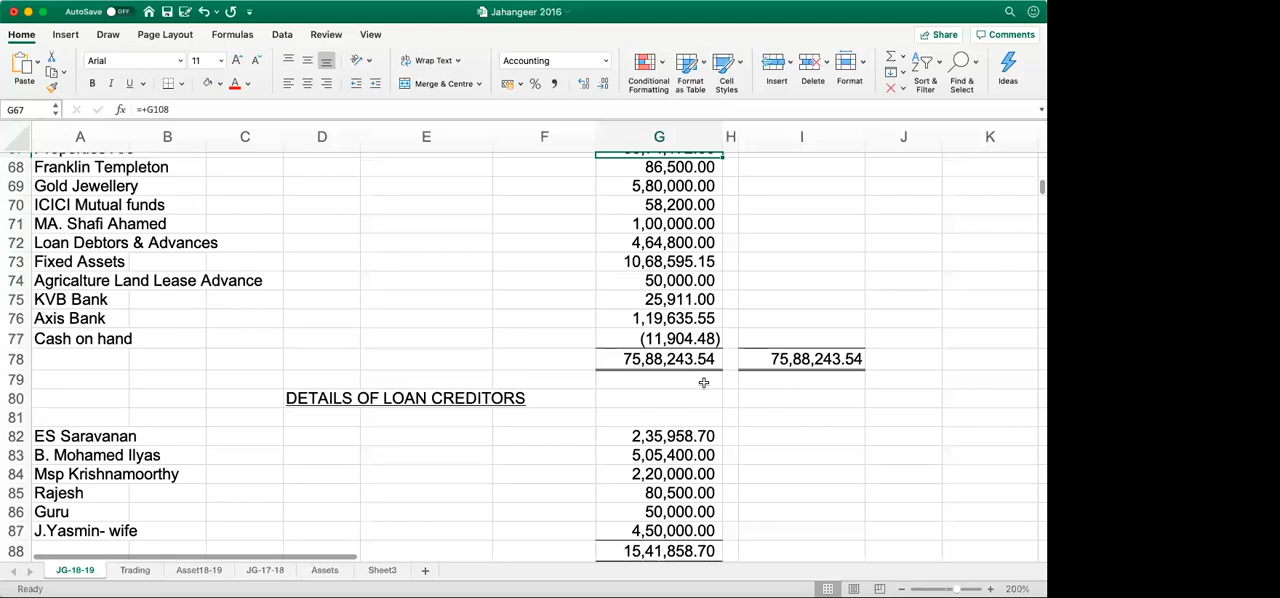 AutoSave OFF Jahangeer 2016
Home Insert Draw Page Layout Formulas Data Review View Share Comments
Paste Arial 11 Wrap Text Accounting Conditional Formatting Format as Table Cell Styles Insert Delete Format Sort & Filter Find & Select Ideas
B I U A Merge & Centre %
G67 fx =+G108
A B C D E F G H I J K
68 Franklin Templeton 86,500.00
69 Gold Jewellery 5,80,000.00
70 ICICI Mutual funds 58,200.00
71 MA. Shafi Ahamed 1,00,000.00
72 Loan Debtors & Advances 4,64,800.00
73 Fixed Assets 10,68,595.15
74 Agriculture Land Lease Advance 50,000.00
75 KVB Bank 25,911.00
76 Axis Bank 1,19,635.55
77 Cash on hand (11,904.48)
78 75,88,243.54 75,88,243.54
79
80 DETAILS OF LOAN CREDITORS
81
82 ES Saravanan 2,35,958.70
83 B. Mohamed Ilyas 5,05,400.00
84 Msp Krishnamoorthy 2,20,000.00
85 Rajesh 80,500.00
86 Guru 50,000.00
87 J.Yasmin- wife 4,50,000.00
88 15,41,858.70
JG-18-19 Trading Asset18-19 JG-17-18 Assets Sheet3 +
Ready 200%